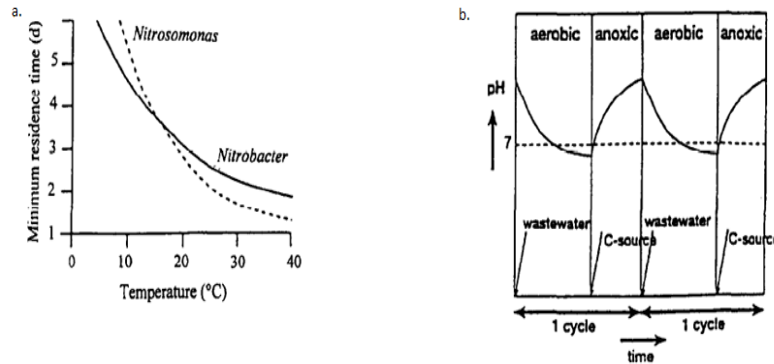 a.
Minimum residence time (d)
5
4
3
2
1
Nitrosomonas
Nitrobacter
0 10 20 30 40
Temperature (°C)
b.
aerobic anoxic aerobic anoxic
pH
7
wastewater wastewater
C-source C-source
1 cycle 1 cycle
time